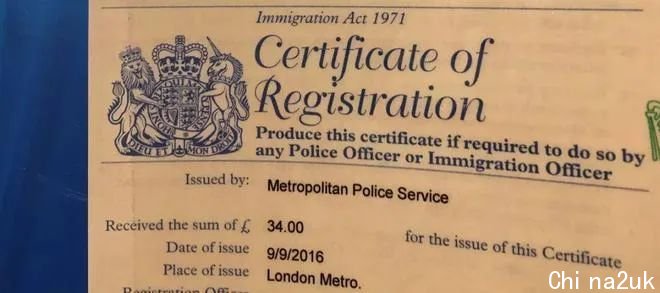 Immigration Act 1971
Certificate of
Registration
Produce this certificate if required to do so by
any Police Officer or Immigration Officer
DIEU ET MON DROIT
Issued by: Metropolitan Police Service
Received the sum of £ 34.00 for the issue of this Certificate
Date of issue 9/9/2016
Place of issue London Metro.
Registration Officer
Chi na2uk